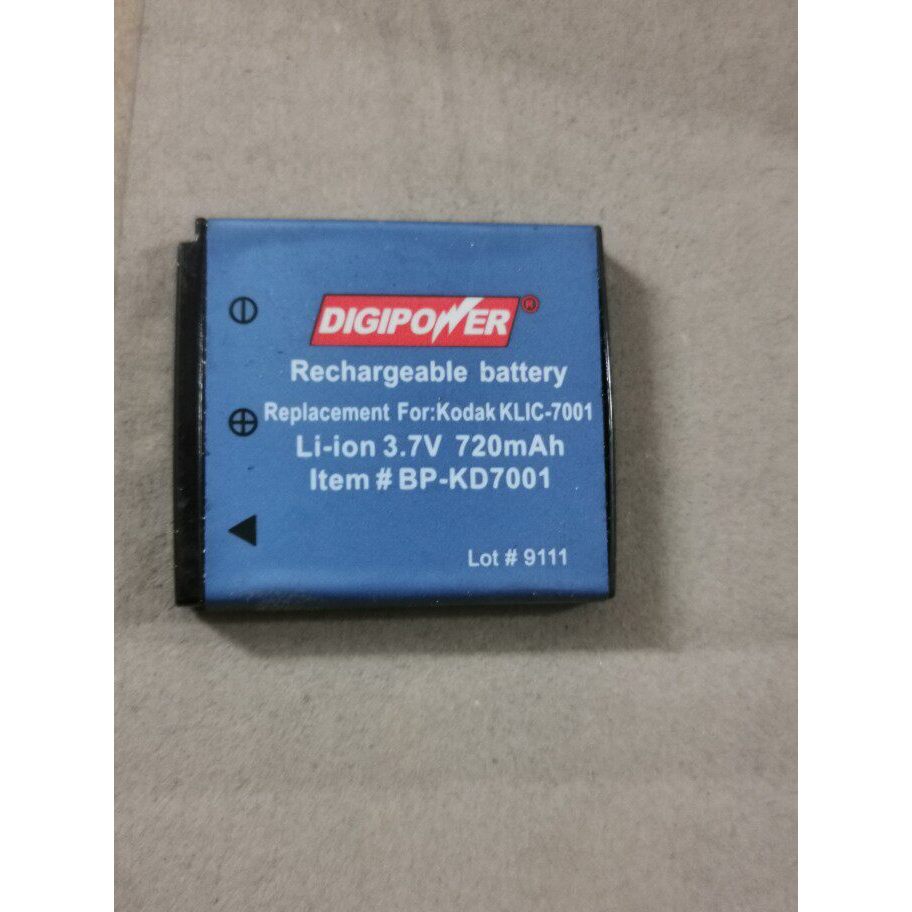 DIGIPOWER®
Rechargeable battery
Replacement For:Kodak KLIC-7001
Li-ion 3.7V 720mAh
Item # BP-KD7001
Lot # 9111